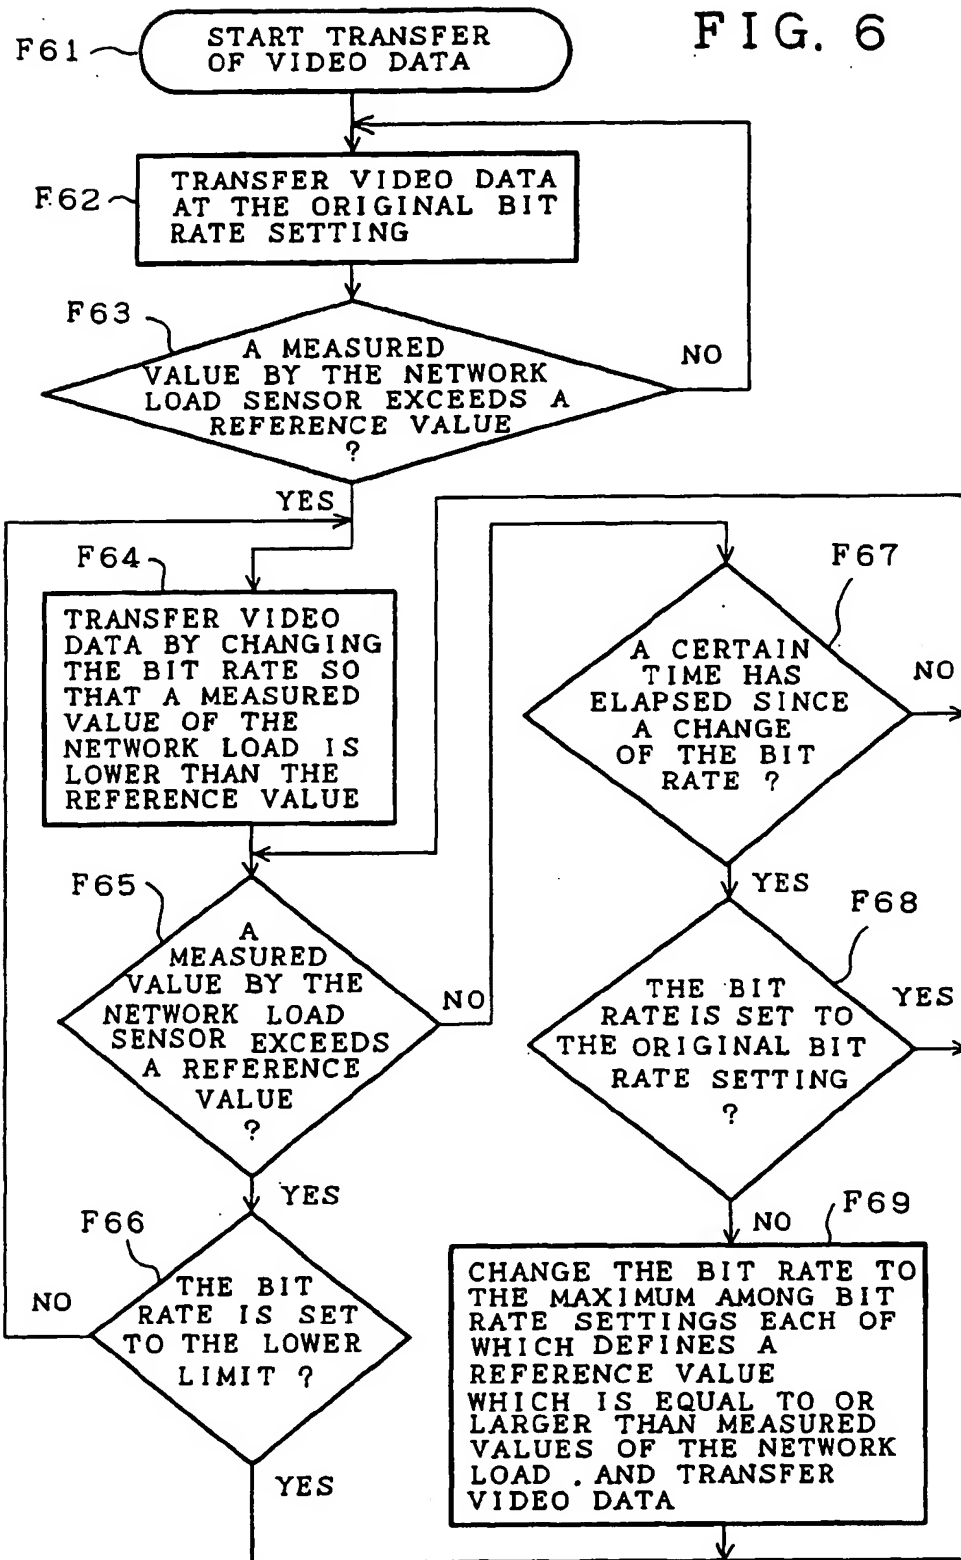 FIG. 6
F61
START TRANSFER
OF VIDEO DATA
F62
TRANSFER VIDEO DATA
AT THE ORIGINAL BIT
RATE SETTING
F63
A MEASURED
VALUE BY THE NETWORK
LOAD SENSOR EXCEEDS A
REFERENCE VALUE
?
NO
YES
F64
TRANSFER VIDEO
DATA BY CHANGING
THE BIT RATE SO
THAT A MEASURED
VALUE OF THE
NETWORK LOAD IS
LOWER THAN THE
REFERENCE VALUE
F65
A
MEASURED
VALUE BY THE
NETWORK LOAD
SENSOR EXCEEDS
A REFERENCE
VALUE
?
NO
YES
F66
THE BIT
RATE IS SET
TO THE LOWER
LIMIT ?
NO
YES
F67
A CERTAIN
TIME HAS
ELAPSED SINCE
A CHANGE
OF THE BIT
RATE ?
NO
YES
F68
THE BIT
RATE IS SET TO
THE ORIGINAL BIT
RATE SETTING
?
YES
NO
F69
CHANGE THE BIT RATE TO
THE MAXIMUM AMONG BIT
RATE SETTINGS EACH OF
WHICH DEFINES A
REFERENCE VALUE
WHICH IS EQUAL TO OR
LARGER THAN MEASURED
VALUES OF THE NETWORK
LOAD . AND TRANSFER
VIDEO DATA